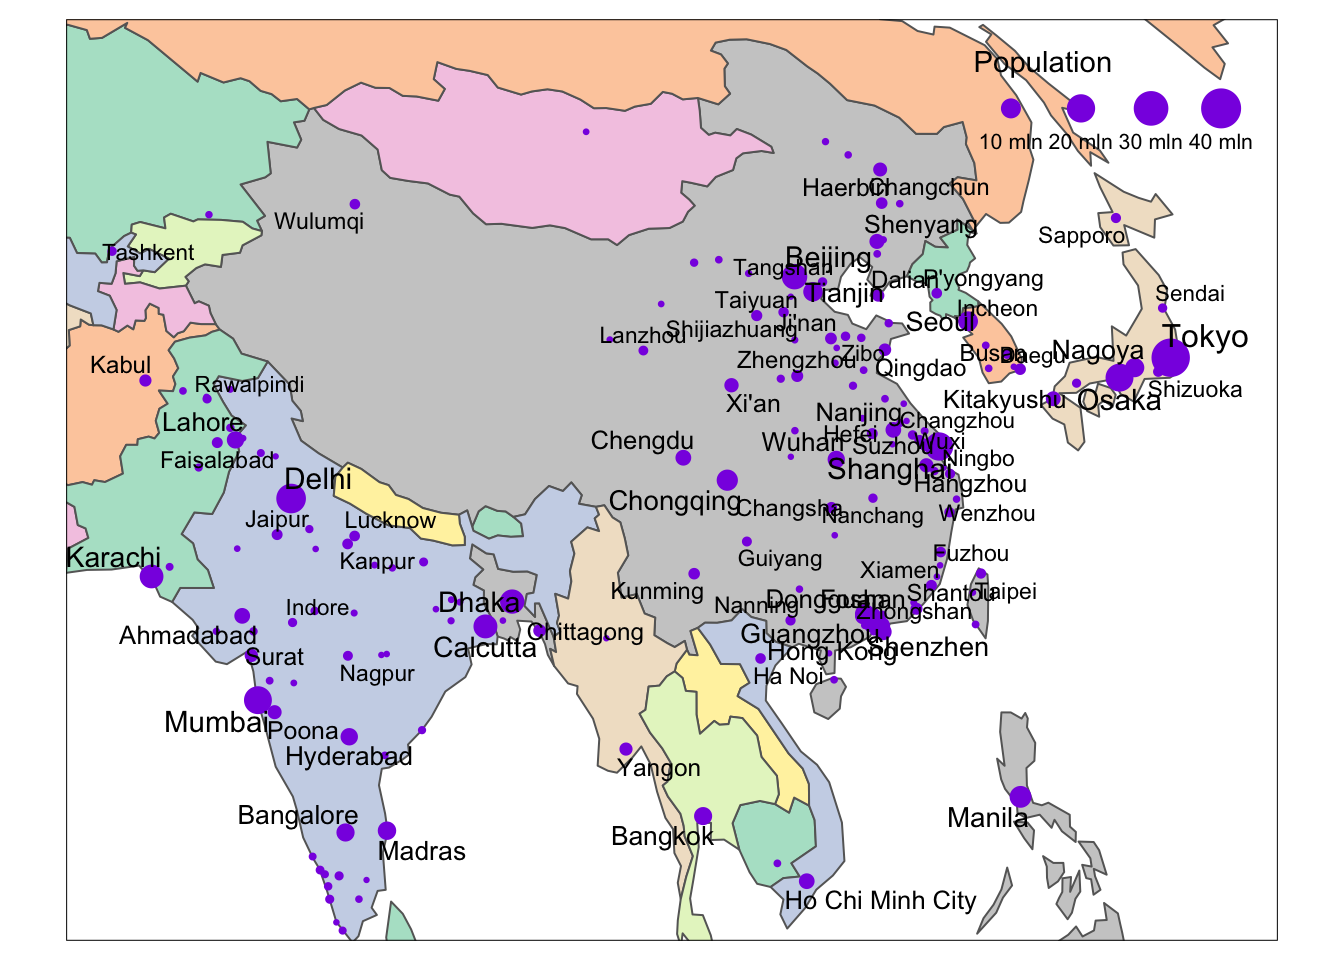 Population
10 mln 20 mln 30 mln 40 mln
Haerbin
Changchun
Wulumqi
Shenyang
Sapporo
Tashkent
Beijing
Tangshan
Dalian
P'yongyang
Tianjin
Sendai
Taiyuan
Incheon
Seoul
Ji'nan
Shijiazhuang
Lanzhou
Tokyo
Nagoya
Busan
Daegu
Zibo
Zhengzhou
Qingdao
Kabul
Rawalpindi
Shizuoka
Kitakyushu
Osaka
Xi'an
Nanjing
Changzhou
Lahore
Hefei
Wuhan
Chengdu
Suzhou
Wuxi
Faisalabad
Ningbo
Shanghai
Delhi
Hangzhou
Chongqing
Changsha
Nanchang
Wenzhou
Jaipur
Lucknow
Fuzhou
Karachi
Kanpur
Guiyang
Xiamen
Kunming
Shantou
Taipei
Dongguan
Foshan
Nanning
Zhongshan
Indore
Dhaka
Chittagong
Ahmadabad
Guangzhou
Calcutta
Shenzhen
Hong Kong
Surat
Nagpur
Ha Noi
Mumbai
Poona
Hyderabad
Yangon
Bangalore
Manila
Bangkok
Madras
Ho Chi Minh City